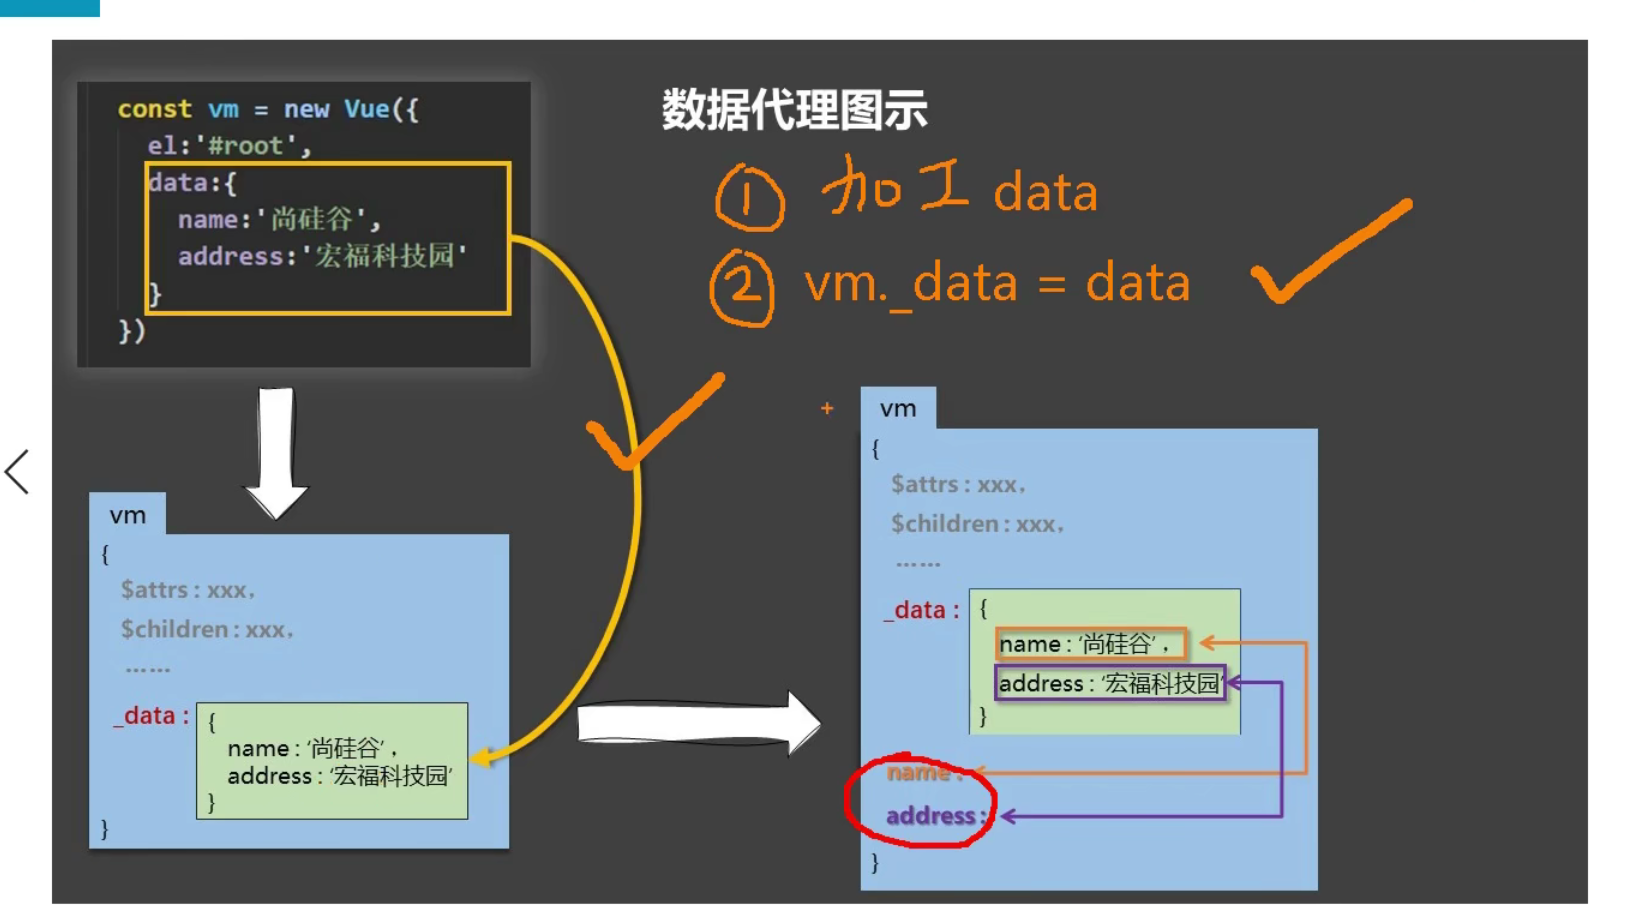 const vm = new Vue({
el:'#root',
data:{
name:'尚硅谷',
address:'宏福科技园'
}
})
数据代理图示
① 加工 data
② vm._data = data
vm
{
$attrs : xxx,
$children : xxx,
……
_data :
{
name : ‘尚硅谷’ ,
address : ‘宏福科技园’
}
}
vm
{
$attrs : xxx,
$children : xxx,
……
_data :
{
name : ‘尚硅谷’ ,
address : ‘宏福科技园’
}
name :
address :
}